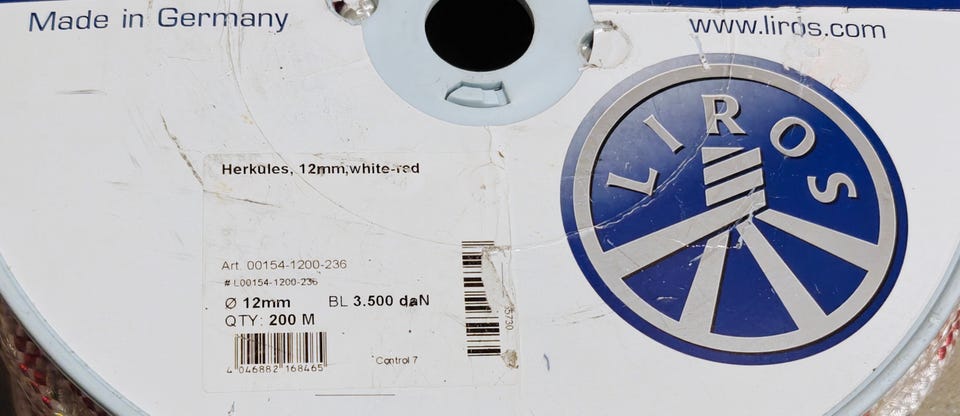 Made in Germany
www.liros.com
LIROS
Herkules, 12mm,white-red
Art. 00154-1200-236
# L00154-1200-236
Ø 12mm BL 3.500 daN
QTY: 200 M
4 046882 168465
Control 7